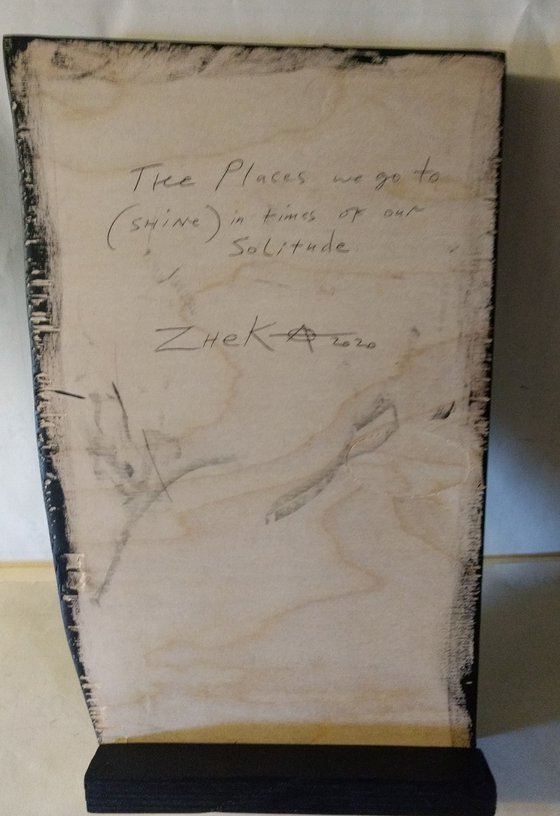 The Places we go to
(SHiNe) in times of our
Solitude
ZHeKA 2020